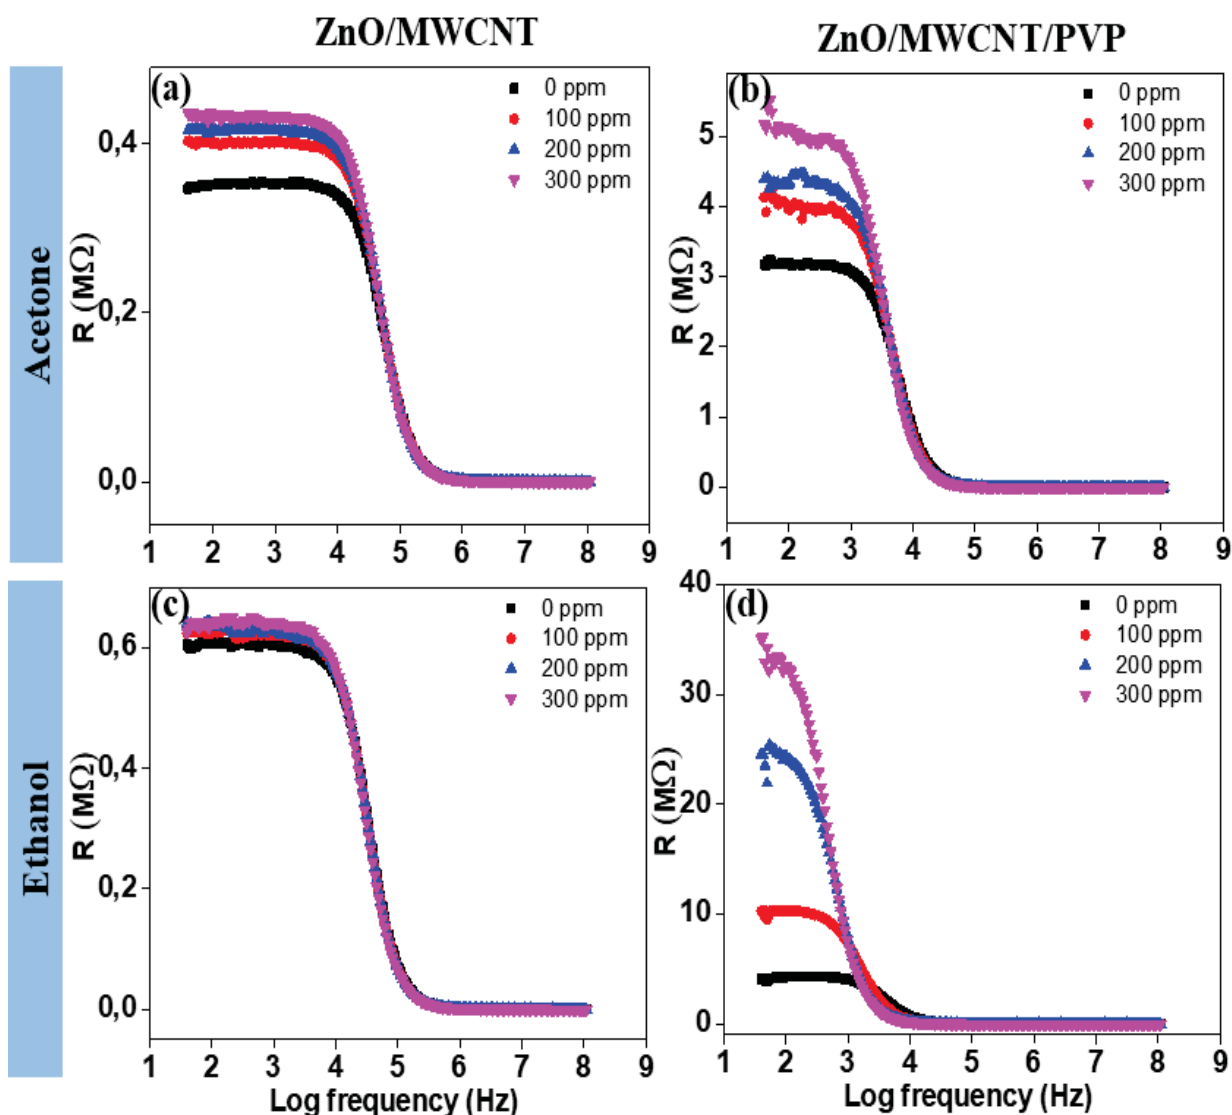 ZnO/MWCNT
ZnO/MWCNT/PVP
Acetone
(a)
0 ppm
100 ppm
200 ppm
300 ppm
R (MΩ)
0,4
0,2
0,0
1 2 3 4 5 6 7 8 9
(b)
0 ppm
100 ppm
200 ppm
300 ppm
R (MΩ)
5
4
3
2
1
0
1 2 3 4 5 6 7 8 9
Ethanol
(c)
0 ppm
100 ppm
200 ppm
300 ppm
R (MΩ)
0,6
0,4
0,2
0,0
1 2 3 4 5 6 7 8 9
Log frequency (Hz)
(d)
0 ppm
100 ppm
200 ppm
300 ppm
R (MΩ)
40
30
20
10
0
1 2 3 4 5 6 7 8 9
Log frequency (Hz)